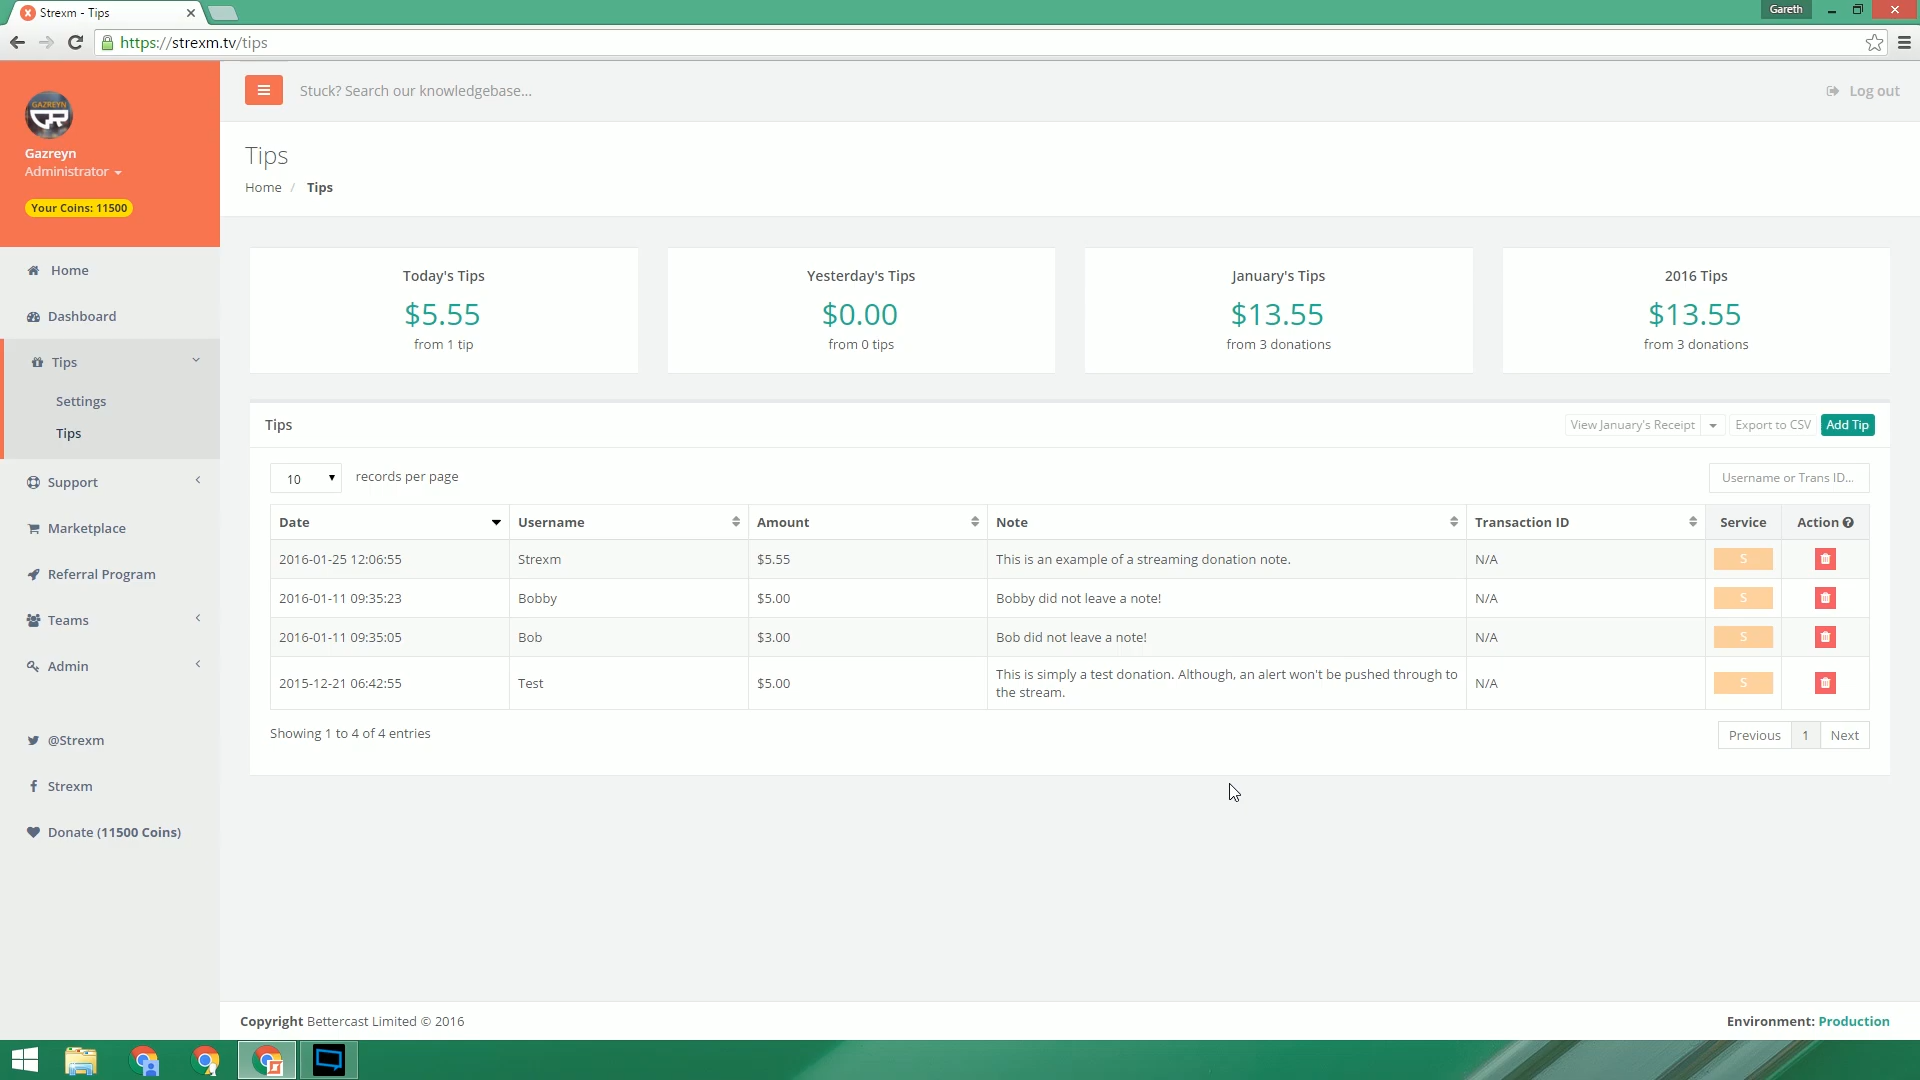 Strexm - Tips
Gareth
https://strexm.tv/tips
GAZREYN
Gazreyn
Administrator
Your Coins: 11500
Stuck? Search our knowledgebase...
Log out
Tips
Home / Tips
Home
Dashboard
Tips
Settings
Tips
Support
Marketplace
Referral Program
Teams
Admin
@Strexm
Strexm
Donate (11500 Coins)
Today's Tips
$5.55
from 1 tip
Yesterday's Tips
$0.00
from 0 tips
January's Tips
$13.55
from 3 donations
2016 Tips
$13.55
from 3 donations
Tips
View January's Receipt
Export to CSV
Add Tip
10 records per page
Username or Trans ID...
Date Username Amount Note Transaction ID Service Action
2016-01-25 12:06:55 Strexm $5.55 This is an example of a streaming donation note. N/A S
2016-01-11 09:35:23 Bobby $5.00 Bobby did not leave a note! N/A S
2016-01-11 09:35:05 Bob $3.00 Bob did not leave a note! N/A S
2015-12-21 06:42:55 Test $5.00 This is simply a test donation. Although, an alert won't be pushed through to N/A S
the stream.
Showing 1 to 4 of 4 entries
Previous 1 Next
Copyright Bettercast Limited © 2016
Environment: Production